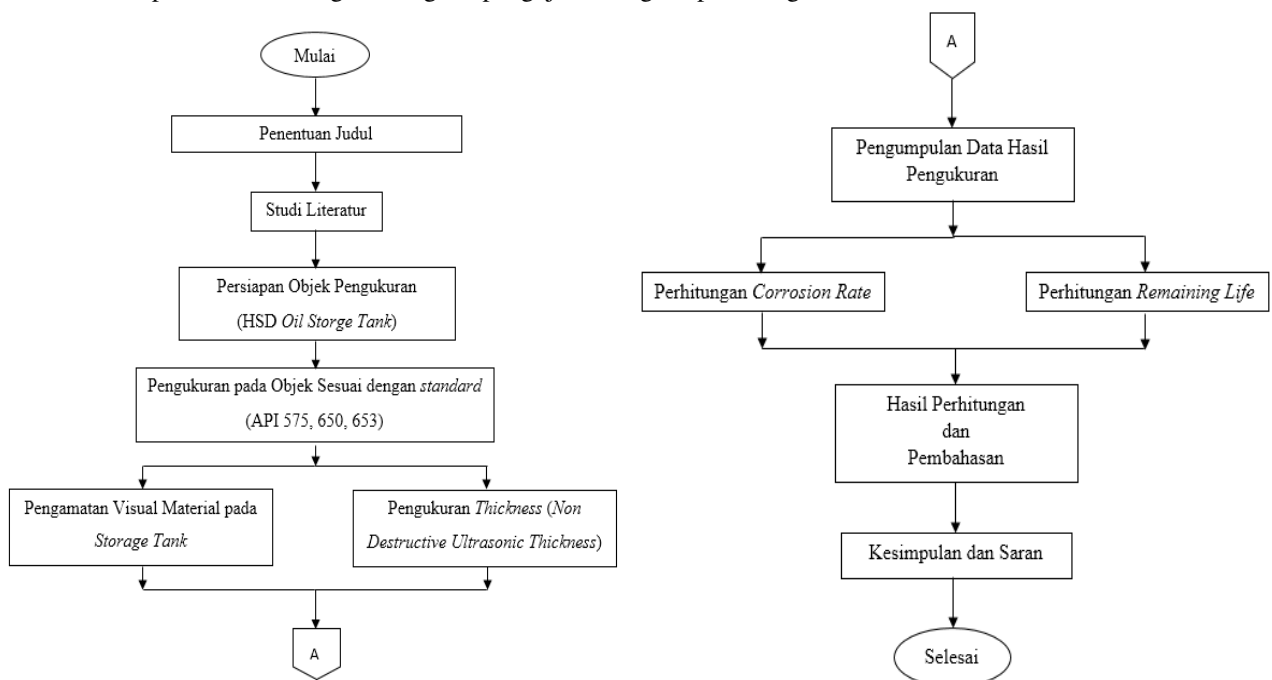 Mulai
Penentuan Judul
Studi Literatur
Persiapan Objek Pengukuran
(HSD Oil Storge Tank)
Pengukuran pada Objek Sesuai dengan standard
(API 575, 650, 653)
Pengamatan Visual Material pada
Storage Tank
Pengukuran Thickness (Non
Destructive Ultrasonic Thickness)
A
A
Pengumpulan Data Hasil
Pengukuran
Perhitungan Corrosion Rate
Perhitungan Remaining Life
Hasil Perhitungan
dan
Pembahasan
Kesimpulan dan Saran
Selesai